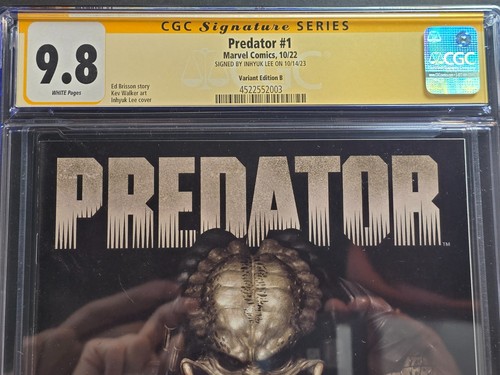 CGC Signature SERIES
9.8
WHITE Pages
Predator #1
Marvel Comics, 10/22
SIGNED BY INHYUK LEE ON 10/14/23
Variant Edition B
4522552003
Ed Brisson story
Kev Walker art
Inhyuk Lee cover
CGC
PREDATOR
TM